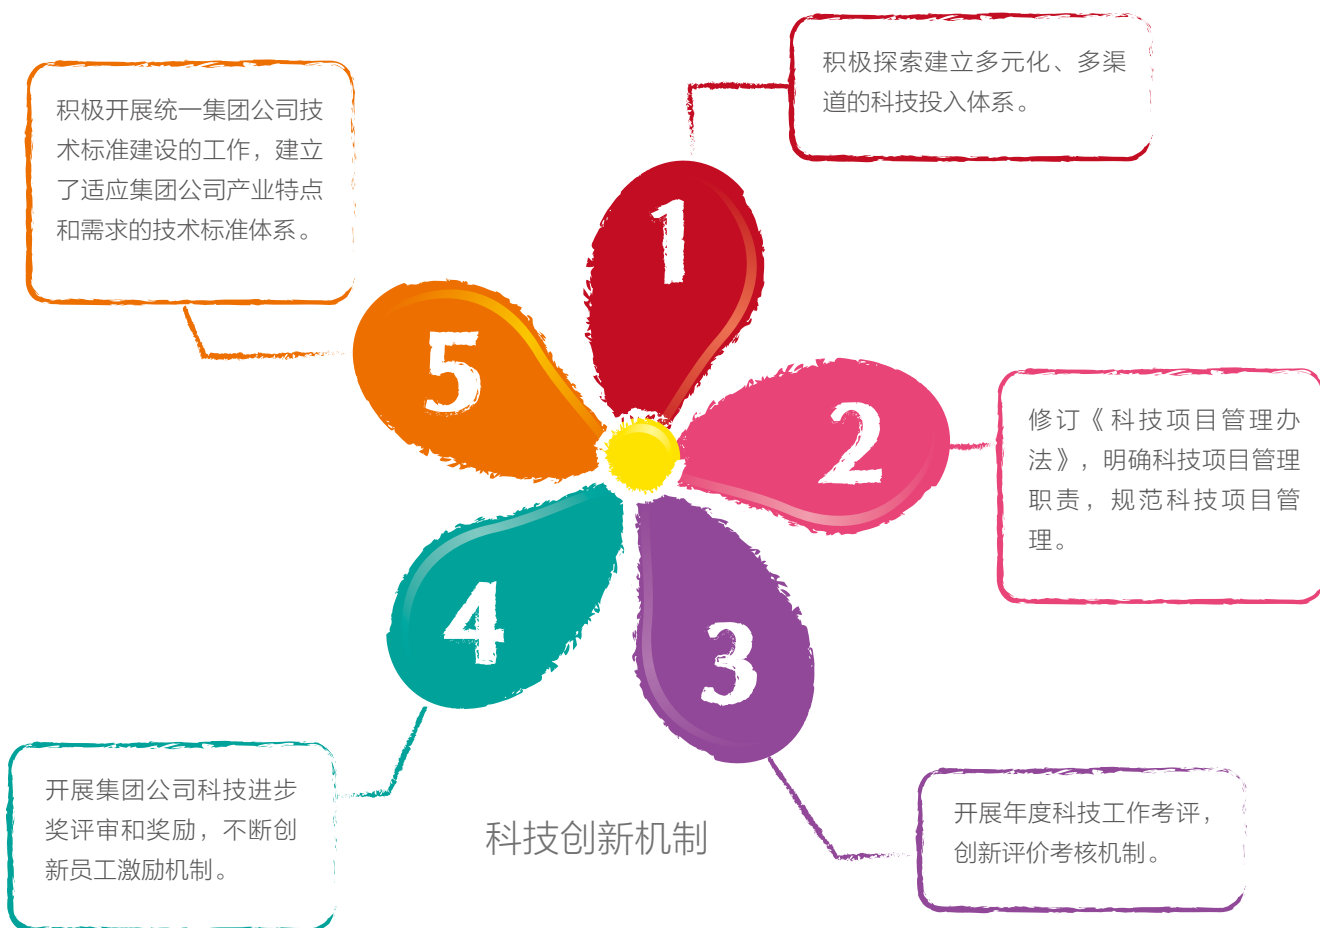 积极探索建立多元化、多渠
道的科技投入体系。
1
修订《科技项目管理办
法》，明确科技项目管理
职责，规范科技项目管
理。
2
开展年度科技工作考评，
创新评价考核机制。
3
开展集团公司科技进步
奖评审和奖励，不断创
新员工激励机制。
4
积极开展统一集团公司技
术标准建设的工作，建立
了适应集团公司产业特点
和需求的技术标准体系。
5
科技创新机制